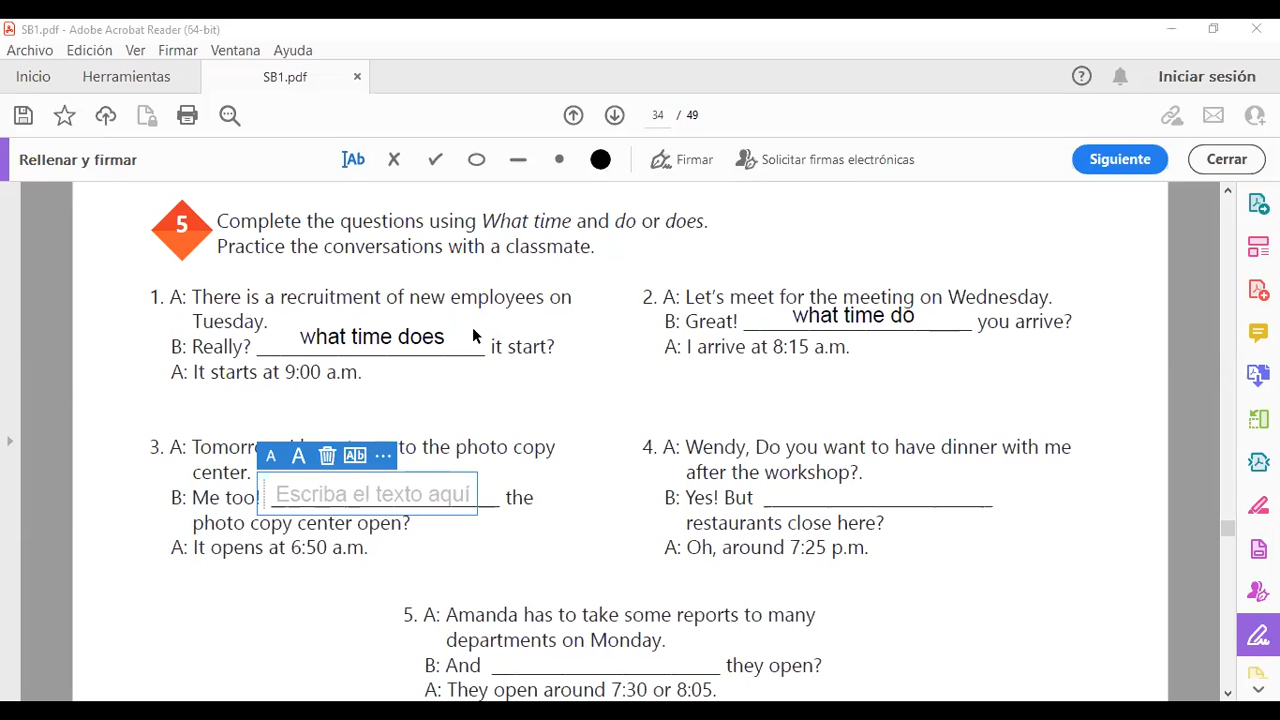 SB1.pdf - Adobe Acrobat Reader (64-bit)
Archivo Edición Ver Firmar Ventana Ayuda
Inicio Herramientas SB1.pdf × Iniciar sesión
34 / 49
Rellenar y firmar Ab Firmar Solicitar firmas electrónicas Siguiente Cerrar
5 Complete the questions using What time and do or does.
Practice the conversations with a classmate.
1. A: There is a recruitment of new employees on
Tuesday.
B: Really? what time does it start?
A: It starts at 9:00 a.m.
2. A: Let's meet for the meeting on Wednesday.
B: Great! what time do you arrive?
A: I arrive at 8:15 a.m.
A A Ab ...
3. A: to the photo copy
center.
B: Me too! Escriba el texto aquí the
photo copy center open?
A: It opens at 6:50 a.m.
4. A: Wendy, Do you want to have dinner with me
after the workshop?.
B: Yes! But ____________________
restaurants close here?
A: Oh, around 7:25 p.m.
5. A: Amanda has to take some reports to many
departments on Monday.
B: And ____________________ they open?
A: They open around 7:30 or 8:05.